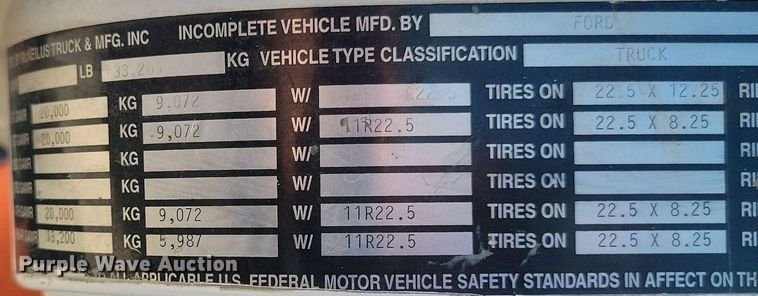 McNEILUS TRUCK & MFG. INC INCOMPLETE VEHICLE MFD. BY FORD
LB KG VEHICLE TYPE CLASSIFICATION TRUCK
20,000 KG 9,072 W/ TIRES ON 22.5 X 12.25
20,000 KG 9,072 W/ 11R22.5 TIRES ON 22.5 X 8.25
KG W/ TIRES ON
KG W/ TIRES ON
20,000 KG 9,072 W/ 11R22.5 TIRES ON 22.5 X 8.25
13,200 KG 5,987 W/ 11R22.5 TIRES ON 22.5 X 8.25
ALL APPLICABLE U.S. FEDERAL MOTOR VEHICLE SAFETY STANDARDS IN AFFECT ON TH
Purple Wave Auction